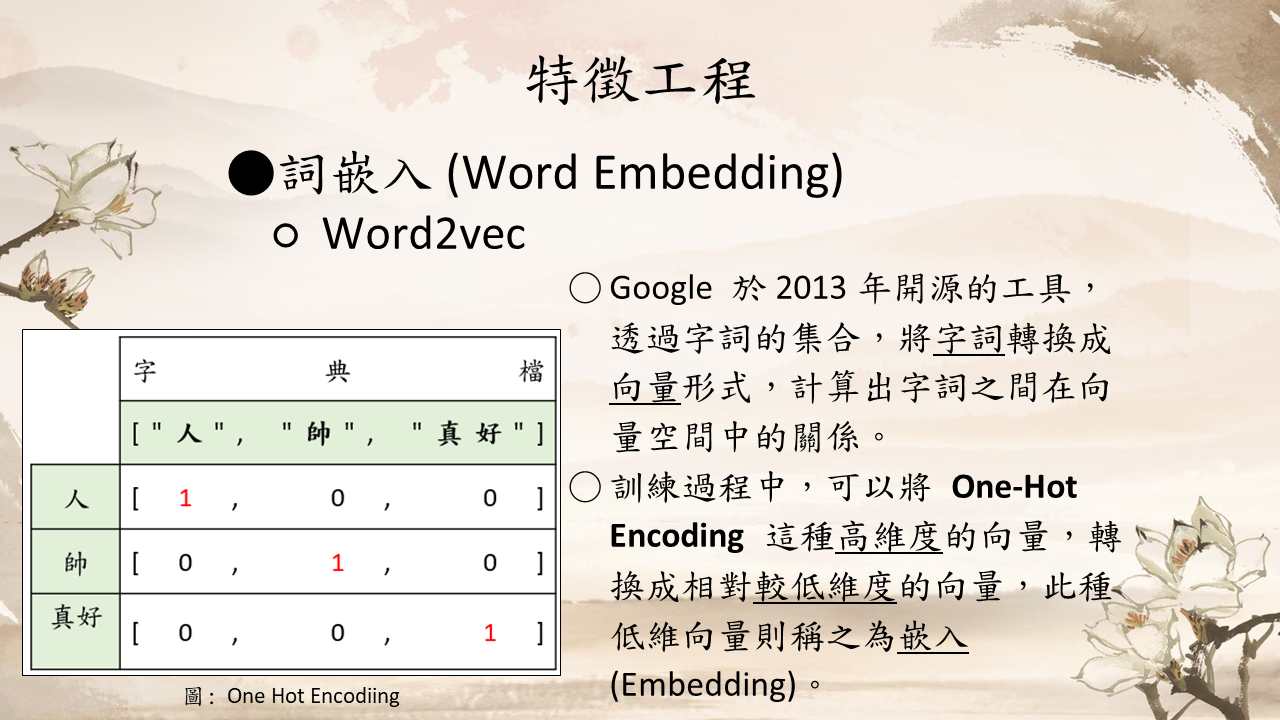 特徵工程
●詞嵌入 (Word Embedding)
○ Word2vec
○ Google 於 2013 年開源的工具，
透過字詞的集合，將字詞轉換成
向量形式，計算出字詞之間在向
量空間中的關係。
○ 訓練過程中，可以將 One-Hot
Encoding 這種高維度的向量，轉
換成相對較低維度的向量，此種
低維向量則稱之為嵌入
(Embedding)。
字 典 檔
["人", "帥", "真好"]
人 [ 1 , 0 , 0 ]
帥 [ 0 , 1 , 0 ]
真好 [ 0 , 0 , 1 ]
圖： One Hot Encodiing